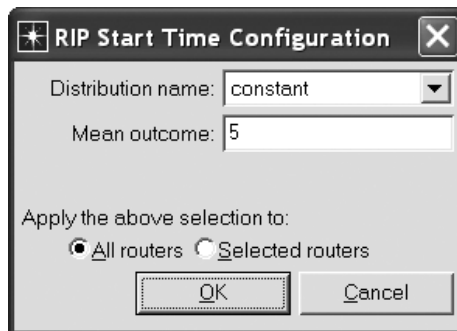 RIP Start Time Configuration
Distribution name: constant
Mean outcome: 5
Apply the above selection to:
All routers Selected routers
OK Cancel